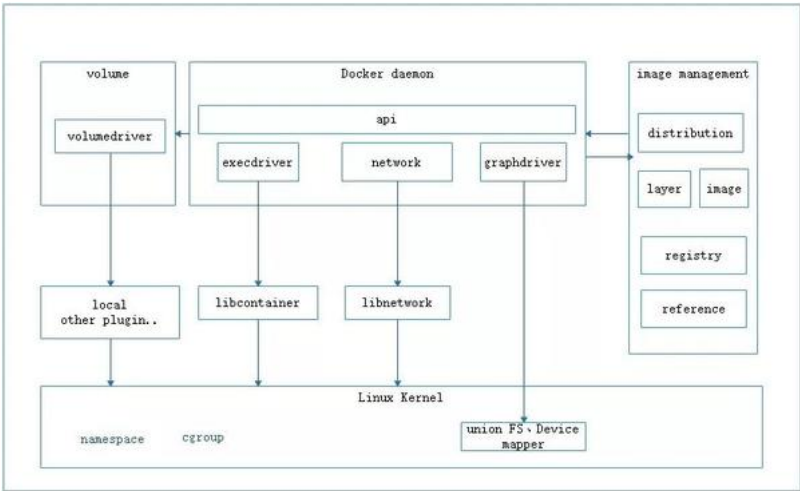 volume
Docker daemon
image management
api
volumedriver
distribution
execdriver
network
graphdriver
layer
image
registry
local
other plugin..
libcontainer
libnetwork
reference
Linux Kernel
namespace
cgroup
union FS、Device
mapper